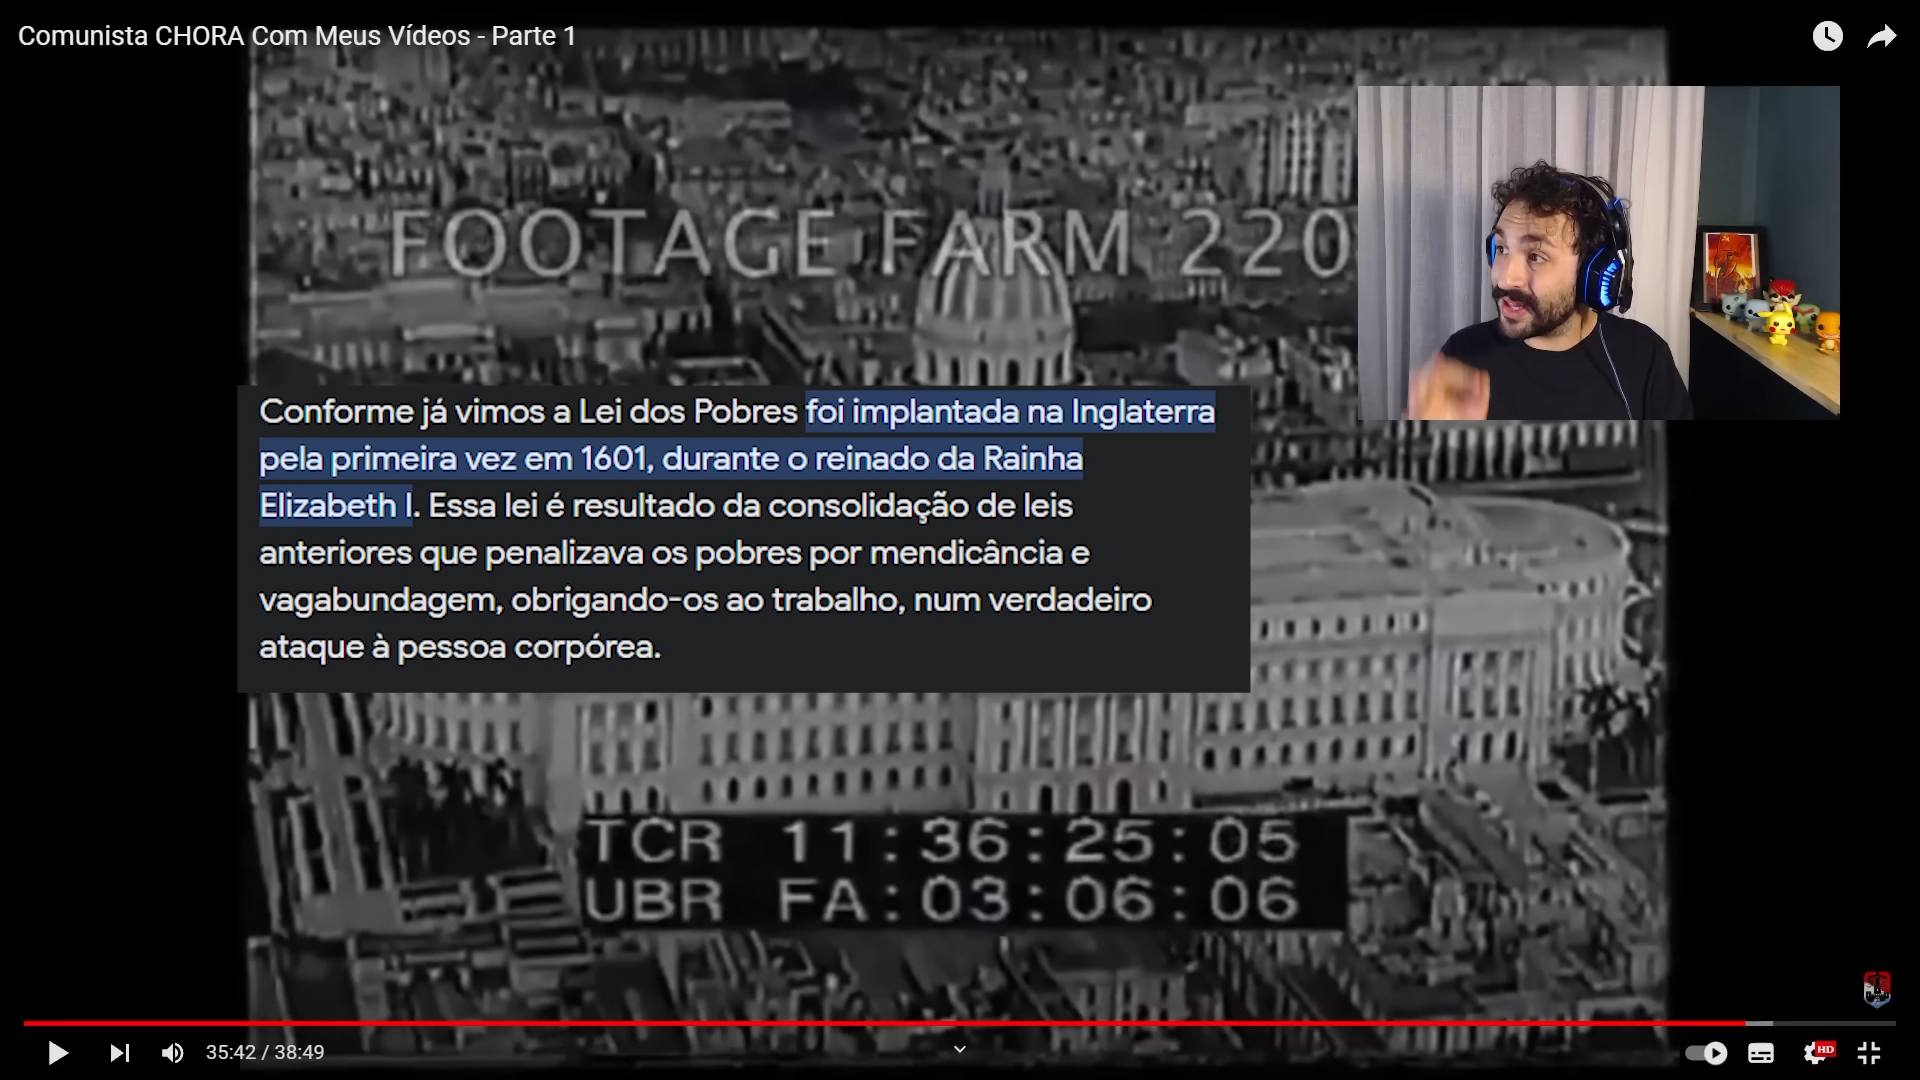 Comunista CHORA Com Meus Vídeos - Parte 1
FOOTAGE FARM 220
Conforme já vimos a Lei dos Pobres foi implantada na Inglaterra
pela primeira vez em 1601, durante o reinado da Rainha
Elizabeth I. Essa lei é resultado da consolidação de leis
anteriores que penalizava os pobres por mendicância e
vagabundagem, obrigando-os ao trabalho, num verdadeiro
ataque à pessoa corpórea.
TCR 11:36:25:05
UBR FA:03:06:06
35:42 / 38:49
HD